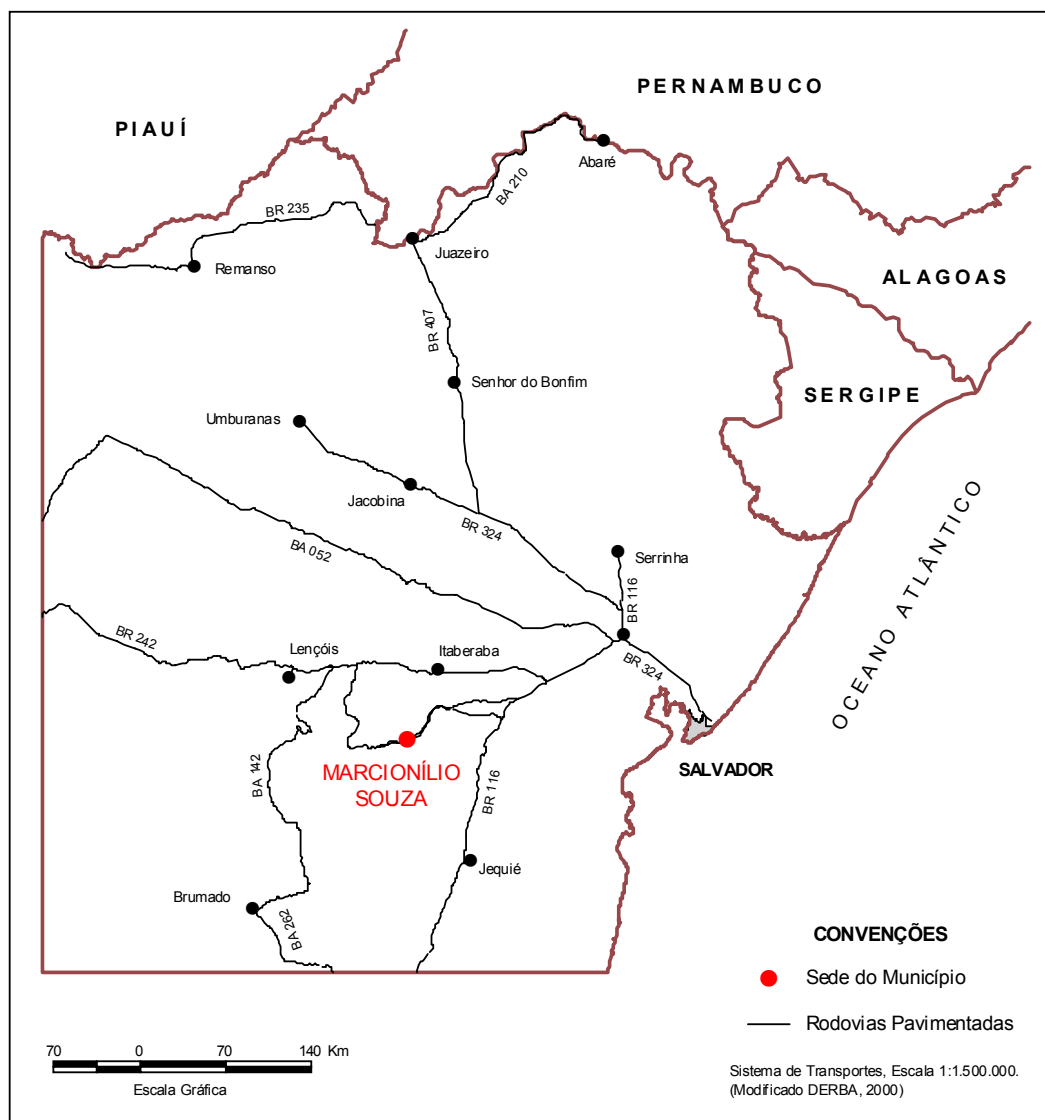 PERNAMBUCO
PIAUÍ
Abaré
BA 210
BR 235
Juazeiro
Remanso
ALAGOAS
BR 407
Senhor do Bonfim
SERGIPE
Umburanas
Jacobina
BR 324
OCEANO ATLÂNTICO
BA 052
Serrinha
BR 116
BR 242
Lençóis
Itaberaba
BR 324
BA 142
MARCIONÍLIO
SOUZA
SALVADOR
BR 116
Jequié
Brumado
BA 262
CONVENÇÕES
Sede do Município
Rodovias Pavimentadas
70 0 70 140 Km
Escala Gráfica
Sistema de Transportes, Escala 1:1.500.000.
(Modificado DERBA, 2000)